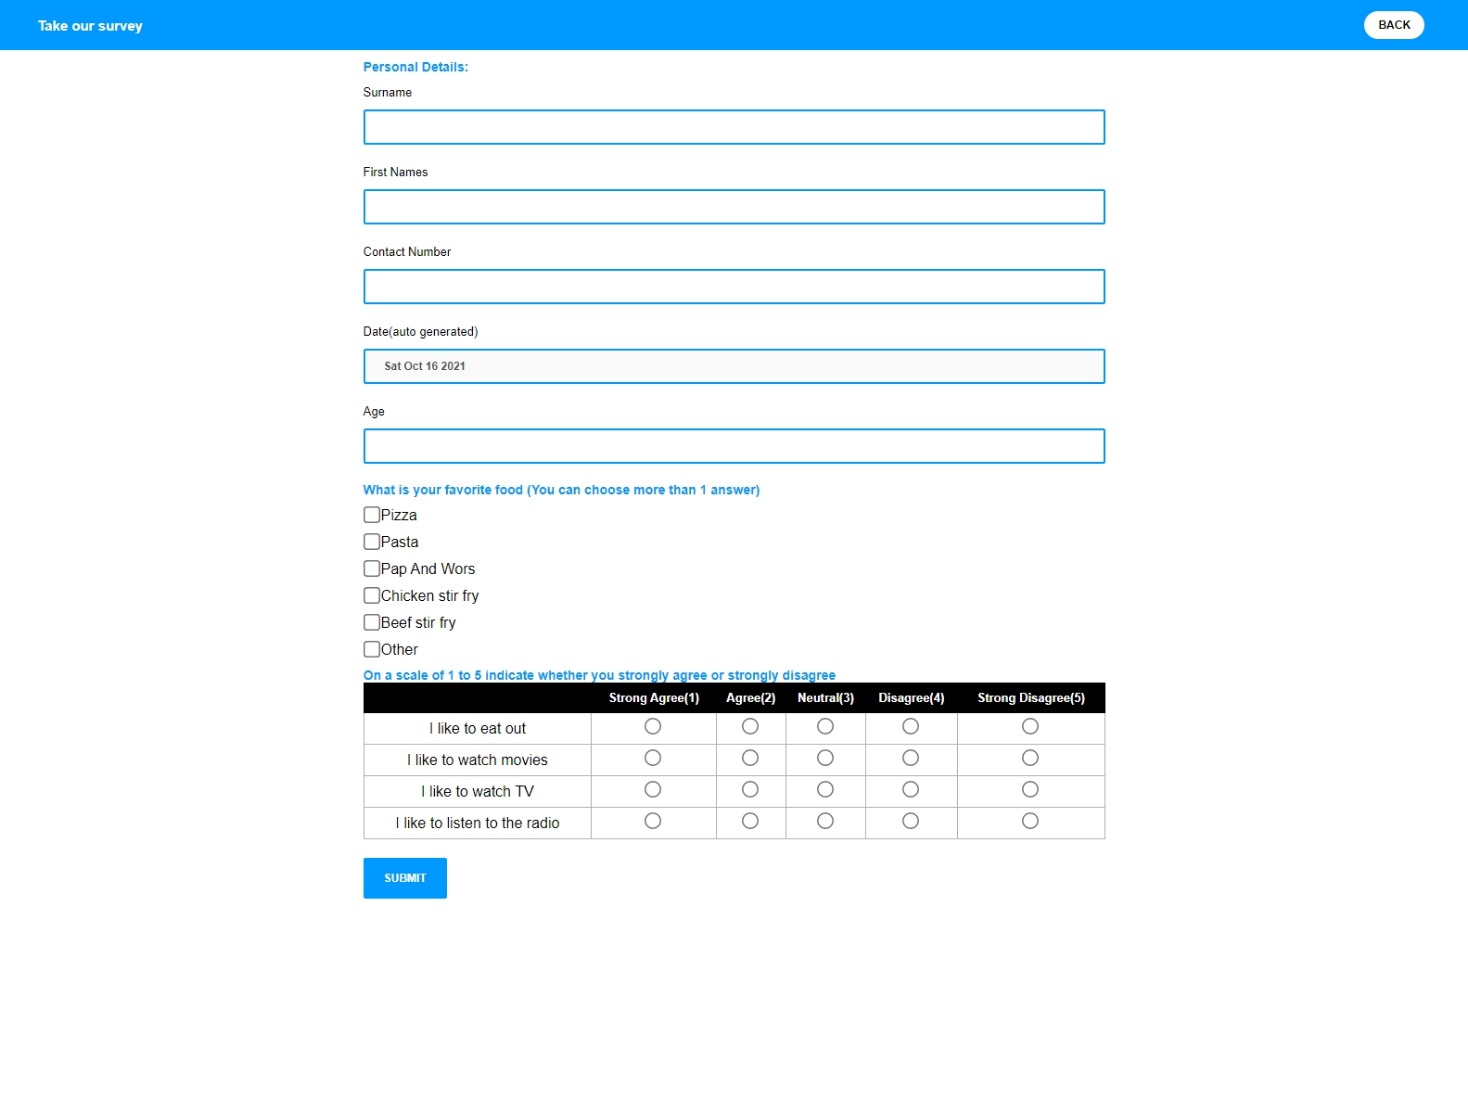 Take our survey
BACK
Personal Details:
Surname
First Names
Contact Number
Date(auto generated)
Sat Oct 16 2021
Age
What is your favorite food (You can choose more than 1 answer)
Pizza
Pasta
Pap And Wors
Chicken stir fry
Beef stir fry
Other
On a scale of 1 to 5 indicate whether you strongly agree or strongly disagree
Strong Agree(1) Agree(2) Neutral(3) Disagree(4) Strong Disagree(5)
I like to eat out
I like to watch movies
I like to watch TV
I like to listen to the radio
SUBMIT